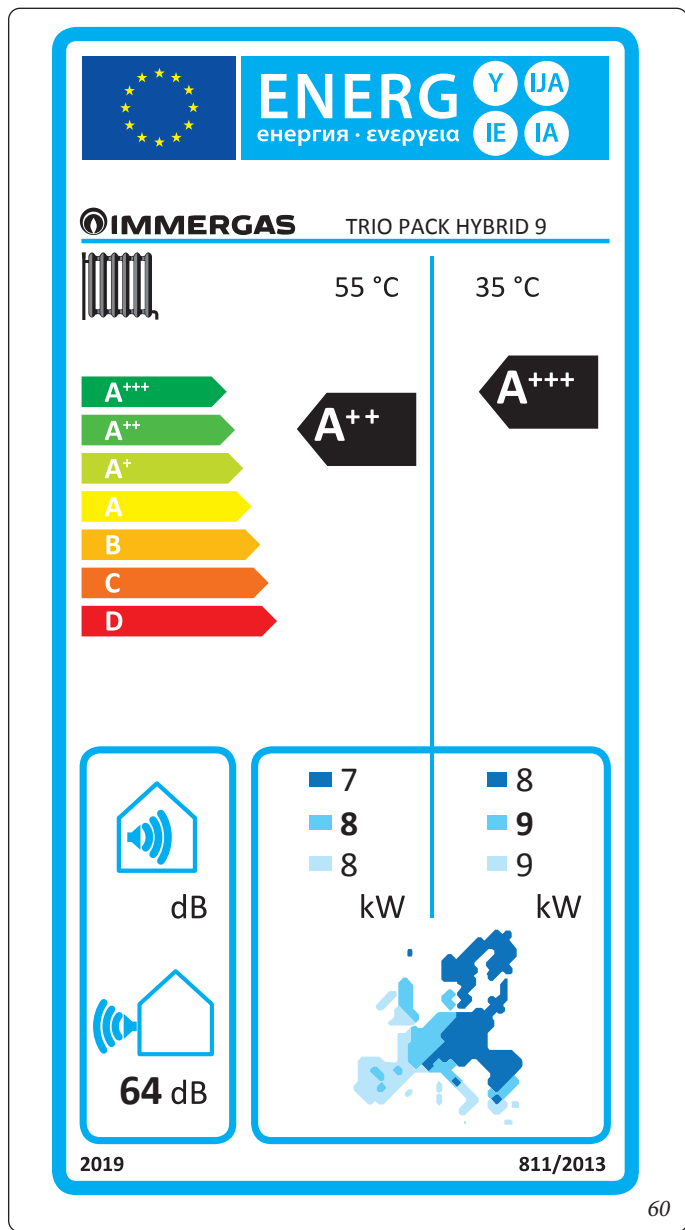 ENERG Y IJA
енергия · ενεργεια IE IA
IMMERGAS TRIO PACK HYBRID 9
55 °C 35 °C
A+++
A++
A+
A
B
C
D
A++
A+++
7 8
8 9
8 9
kW kW
dB
64 dB
2019 811/2013
60